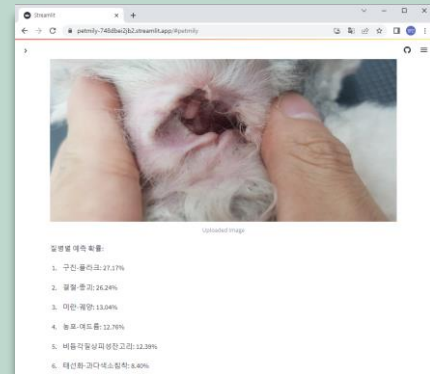 Streamlit
petmily-748dbai2jb2.streamlit.app/#petmily
Uploaded Image
질병별 예측 확률:
1. 구진-플라크: 27.17%
2. 결절-종괴: 26.24%
3. 미란-궤양: 13.04%
4. 농포-여드름: 12.76%
5. 비듬각질상피성잔고리: 12.39%
6. 태선화-과다색소침착: 8.40%